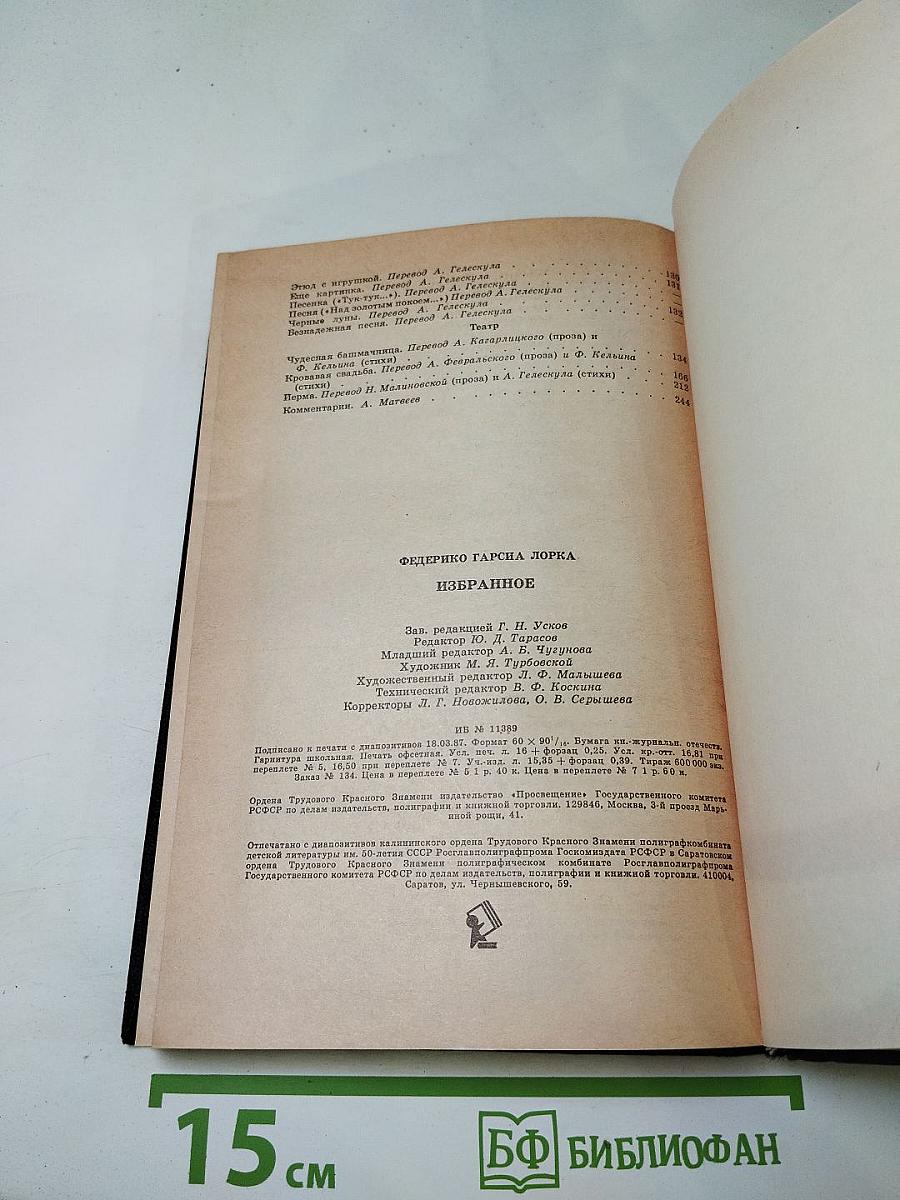 Этюд с игрушкой. Перевод А. Гелескула . . . . . . . . 130
Еще картинка. Перевод А. Гелескула . . . . . . . . 131
Песенка («Тук-тук...»). Перевод А. Гелескула . . . . . . —
Песня («Над золотым покоем...») Перевод А. Гелескула . . . . —
Черные луны. Перевод А. Гелескула . . . . . . . . 132
Безнадежная песня. Перевод А. Гелескула . . . . . . . —
Театр
Чудесная башмачница. Перевод А. Кагарлицкого (проза) и
Ф. Кельина (стихи) . . . . . . . . . . . 134
Кровавая свадьба. Перевод А. Февральского (проза) и Ф. Кельина
(стихи) . . . . . . . . . . . . . . 166
Йерма. Перевод Н. Малиновской (проза) и А. Гелескула (стихи) . 212
Комментарии. А. Матвеев . . . . . . . . . . . 244
ФЕДЕРИКО ГАРСИА ЛОРКА
ИЗБРАННОЕ
Зав. редакцией Г. Н. Усков
Редактор Ю. Д. Тарасов
Младший редактор А. Б. Чугунова
Художник М. Я. Турбовской
Художественный редактор Л. Ф. Малышева
Технический редактор В. Ф. Коскина
Корректоры Л. Г. Новожилова, О. В. Серышева
ИБ № 11389
Подписано к печати с диапозитивов 18.03.87. Формат 60 × 90 1/16. Бумага кн.-журнальн. отечеств.
Гарнитура школьная. Печать офсетная. Усл. печ. л. 16 + форзац 0,25. Усл. кр.-отт. 16,81 при
переплете № 5, 16,50 при переплете № 7. Уч.-изд. л. 15,35 + форзац 0,39. Тираж 600 000 экз.
Заказ № 134. Цена в переплете № 5 1 р. 40 к. Цена в переплете № 7 1 р. 60 к.
Ордена Трудового Красного Знамени издательство «Просвещение» Государственного комитета
РСФСР по делам издательств, полиграфии и книжной торговли. 129846, Москва, 3-й проезд Марь-
иной рощи, 41.
Отпечатано с диапозитивов калининского ордена Трудового Красного Знамени полиграфкомбината
детской литературы им. 50-летия СССР Росглавполиграфпрома Госкомиздата РСФСР в Саратовском
ордена Трудового Красного Знамени полиграфическом комбинате Росглавполиграфпрома
Государственного комитета РСФСР по делам издательств, полиграфии и книжной торговли. 410004,
Саратов, ул. Чернышевского, 59.
15 см
БФ БИБЛИОФАН